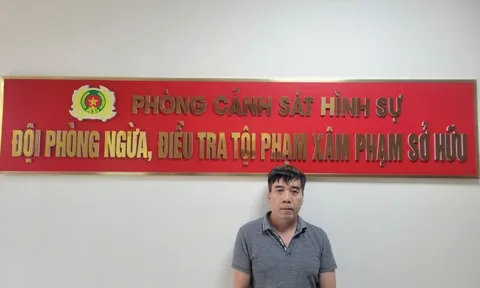 PHÒNG CẢNH SÁT HÌNH SỰ
ĐỘI PHÒNG NGỪA, ĐIỀU TRA TỘI PHẠM XÂM PHẠM SỞ HỮU